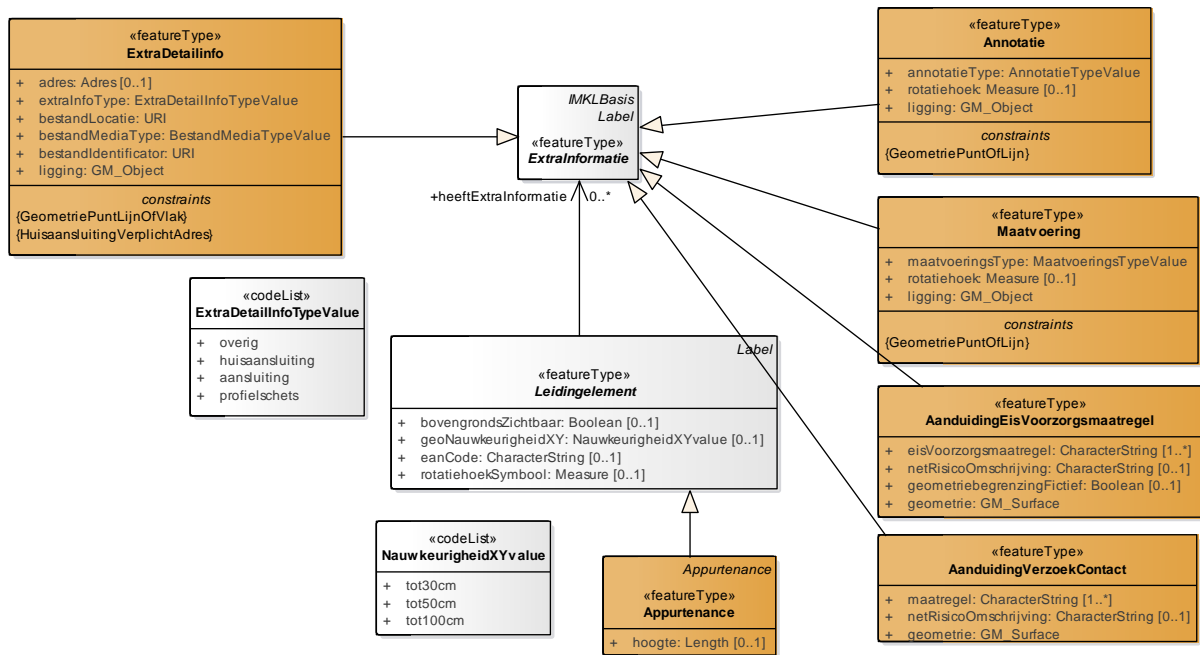 «featureType»
ExtraDetailinfo
+ adres: Adres [0..1]
+ extraInfoType: ExtraDetailInfoTypeValue
+ bestandLocatie: URI
+ bestandMediaType: BestandMediaTypeValue
+ bestandIdentificator: URI
+ ligging: GM_Object
constraints
{GeometriePuntLijnOfVlak}
{HuisaansluitingVerplichtAdres}
IMKLBasis
Label
«featureType»
ExtraInformatie
+heeftExtraInformatie 0..*
«featureType»
Annotatie
+ annotatieType: AnnotatieTypeValue
+ rotatiehoek: Measure [0..1]
+ ligging: GM_Object
constraints
{GeometriePuntOfLijn}
«featureType»
Maatvoering
+ maatvoeringsType: MaatvoeringsTypeValue
+ rotatiehoek: Measure [0..1]
+ ligging: GM_Object
constraints
{GeometriePuntOfLijn}
«codeList»
ExtraDetailInfoTypeValue
+ overig
+ huisaansluiting
+ aansluiting
+ profielschets
Label
«featureType»
Leidingelement
+ bovengrondsZichtbaar: Boolean [0..1]
+ geoNauwkeurigheidXY: NauwkeurigheidXYvalue [0..1]
+ eanCode: CharacterString [0..1]
+ rotatiehoekSymbool: Measure [0..1]
«featureType»
AanduidingEisVoorzorgsmaatregel
+ eisVoorzorgsmaatregel: CharacterString [1..*]
+ netRisicoOmschrijving: CharacterString [0..1]
+ geometriebegrenzingFictief: Boolean [0..1]
+ geometrie: GM_Surface
«codeList»
NauwkeurigheidXYvalue
+ tot30cm
+ tot50cm
+ tot100cm
Appurtenance
«featureType»
Appurtenance
+ hoogte: Length [0..1]
«featureType»
AanduidingVerzoekContact
+ maatregel: CharacterString [1..*]
+ netRisicoOmschrijving: CharacterString [0..1]
+ geometrie: GM_Surface